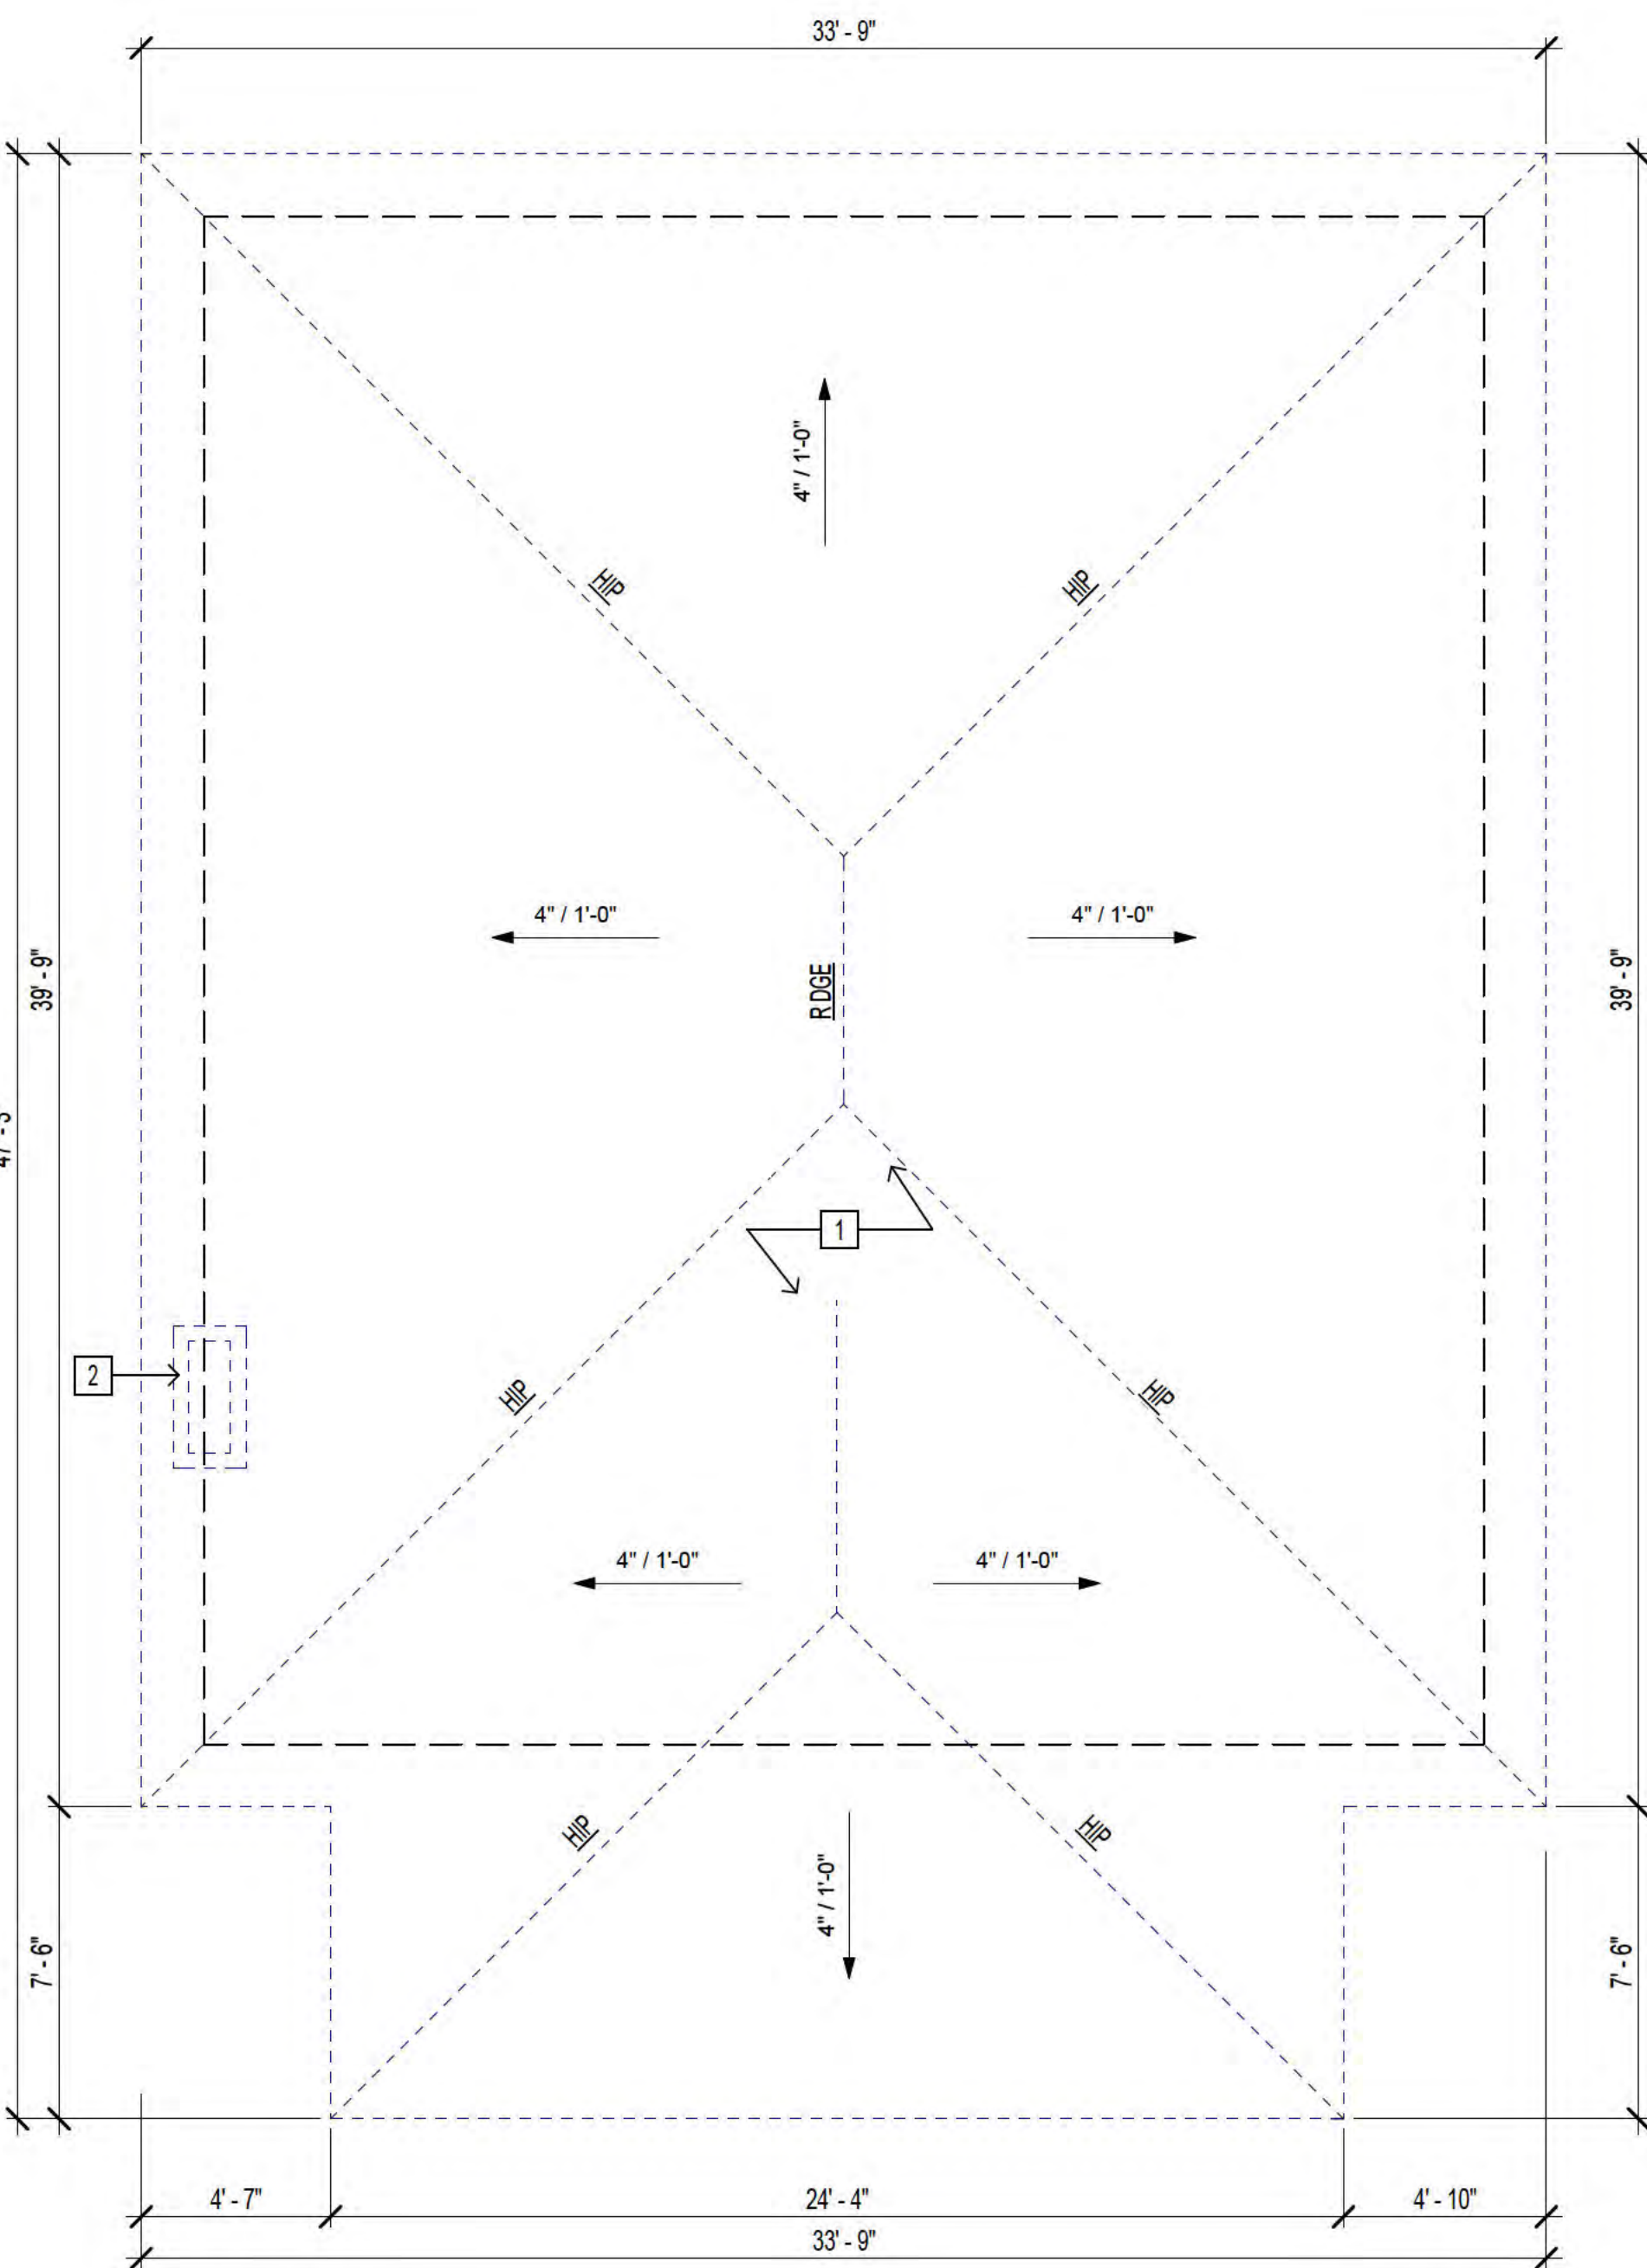 33' - 9"
4" / 1'-0"
HIP
HIP
4" / 1'-0"
4" / 1'-0"
39' - 9"
RDGE
39' - 9"
1
2
HIP
HIP
4" / 1'-0"
4" / 1'-0"
HIP
HIP
4" / 1'-0"
7' - 6"
7' - 6"
4' - 7"
24' - 4"
4' - 10"
33' - 9"